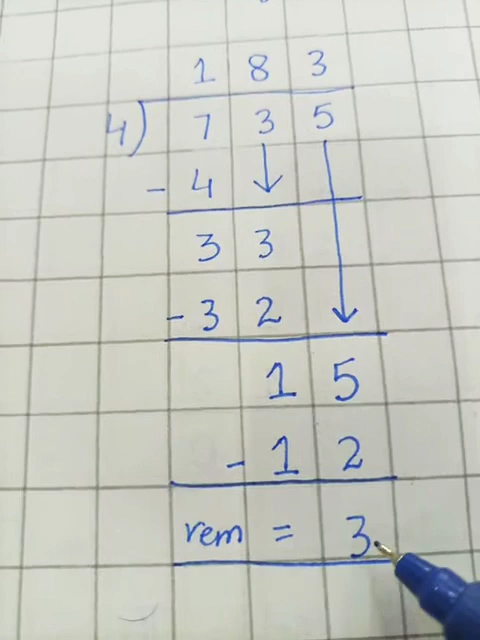 1 8 3
4) 7 3 5
- 4 ↓
3 3
- 3 2 ↓
1 5
- 1 2
rem = 3